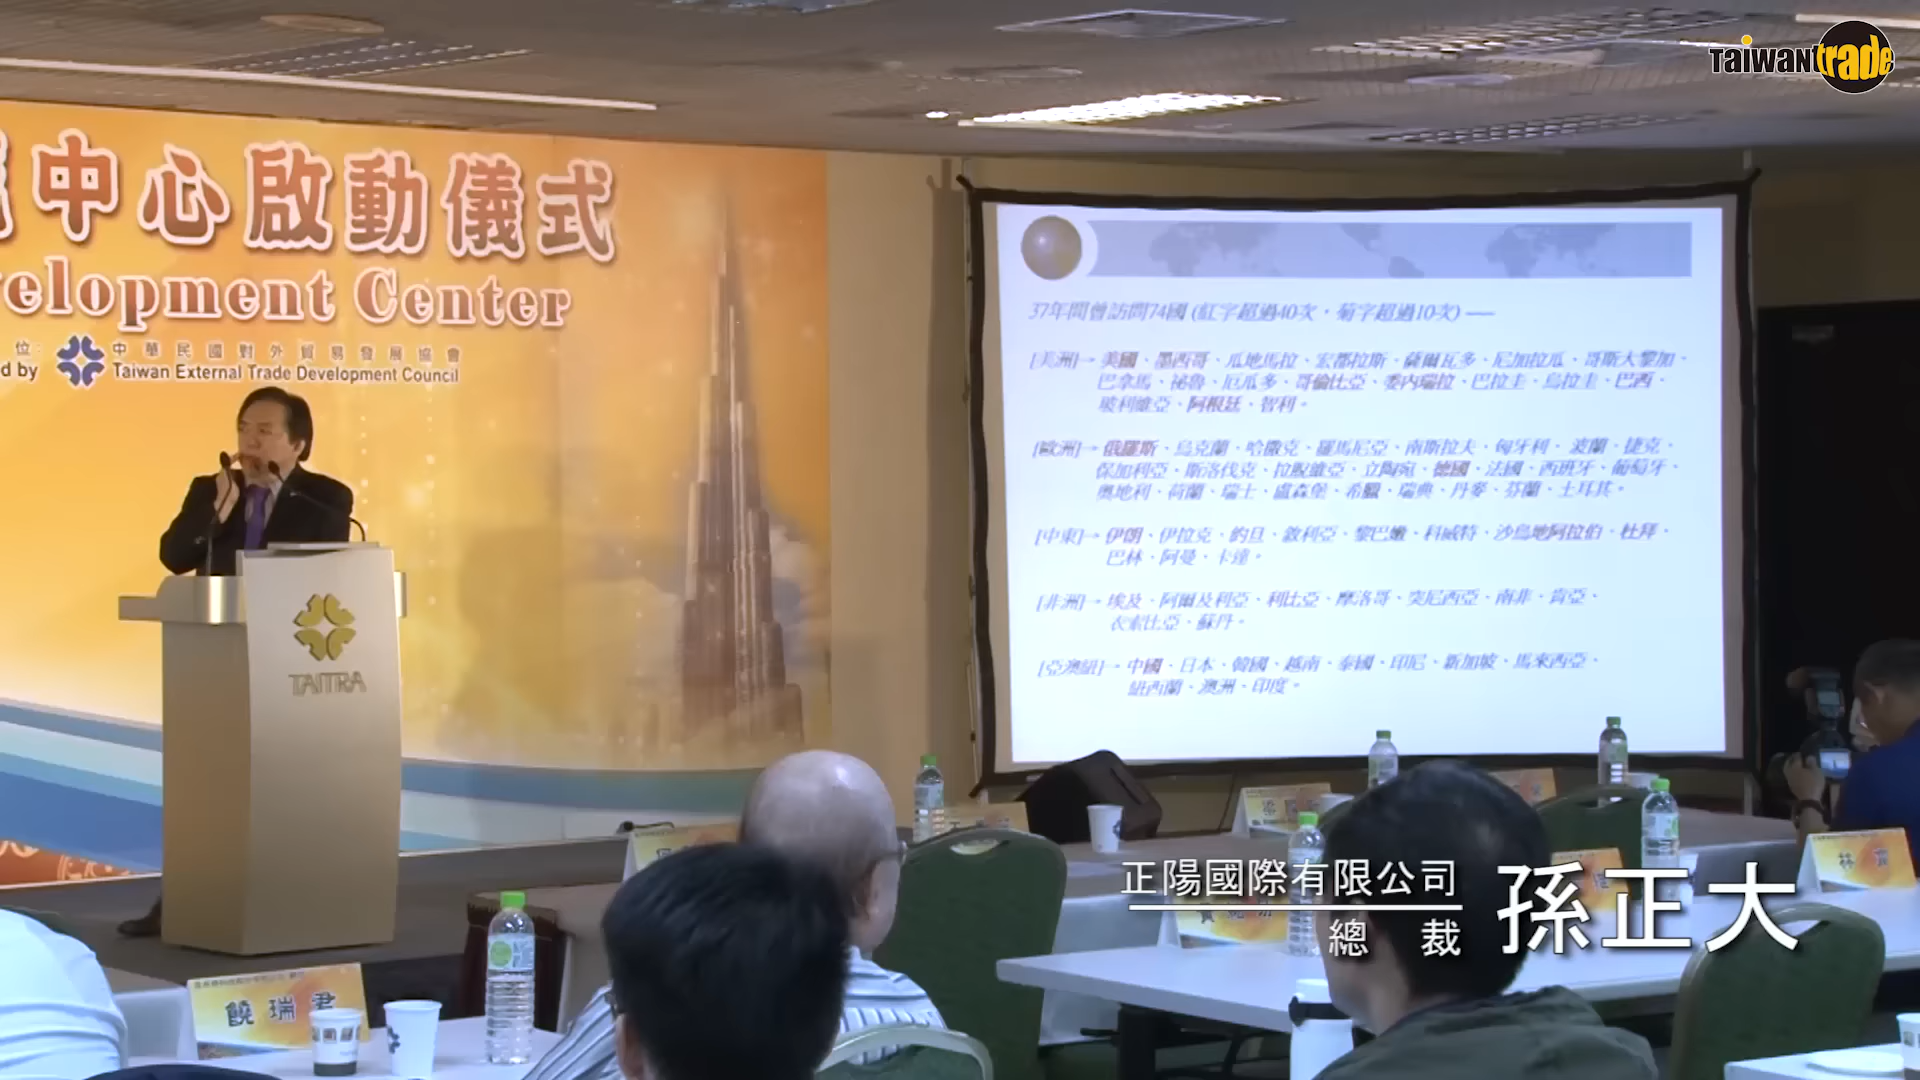 TAIWANtrade
中心啟動儀式
velopment Center
位：
中華民國對外貿易發展協會
d by
Taiwan External Trade Development Council
TAITRA
37年間曾訪問74國 (紅字超過40次，菊字超過10次) ──
[美洲]→ 美國、墨西哥、瓜地馬拉、宏都拉斯、薩爾瓦多、尼加拉瓜、哥斯大黎加、
巴拿馬、祕魯、厄瓜多、哥倫比亞、委內瑞拉、巴拉圭、烏拉圭、巴西、
玻利維亞、阿根廷、智利。
[歐洲]→ 俄羅斯、烏克蘭、哈撒克、羅馬尼亞、南斯拉夫、匈牙利、波蘭、捷克、
保加利亞、斯洛伐克、拉脫維亞、立陶宛、德國、法國、西班牙、葡萄牙、
奧地利、荷蘭、瑞士、盧森堡、希臘、瑞典、丹麥、芬蘭、土耳其。
[中東]→ 伊朗、伊拉克、約旦、敘利亞、黎巴嫩、科威特、沙烏地阿拉伯、杜拜、
巴林、阿曼、卡達。
[非洲]→ 埃及、阿爾及利亞、利比亞、摩洛哥、突尼西亞、南非、肯亞、
衣索比亞、蘇丹。
[亞澳紐]→ 中國、日本、韓國、越南、泰國、印尼、新加坡、馬來西亞、
紐西蘭、澳洲、印度。
正陽國際有限公司
總裁
孫正大
饒瑞君
林